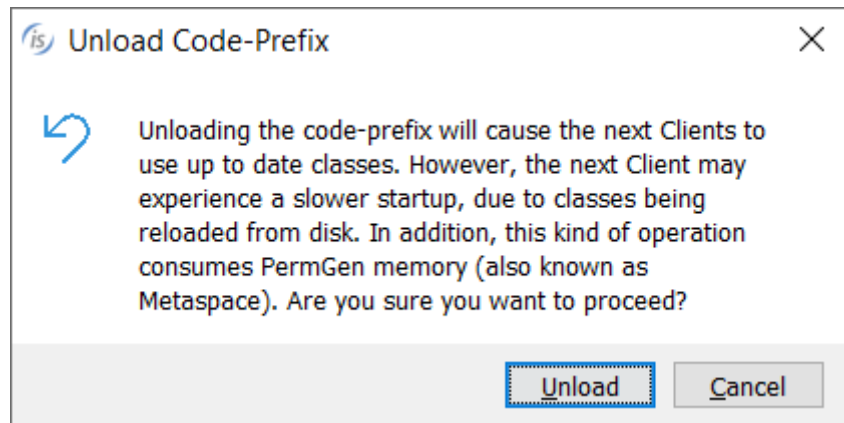 is Unload Code-Prefix
Unloading the code-prefix will cause the next Clients to
use up to date classes. However, the next Client may
experience a slower startup, due to classes being
reloaded from disk. In addition, this kind of operation
consumes PermGen memory (also known as
Metaspace). Are you sure you want to proceed?
Unload Cancel